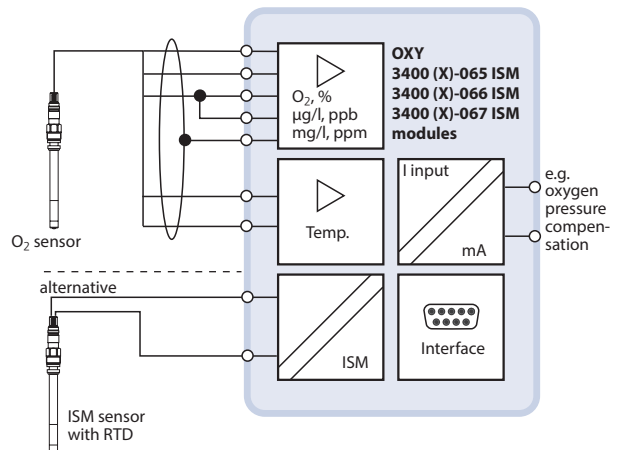 OXY
3400 (X)-065 ISM
3400 (X)-066 ISM
3400 (X)-067 ISM
modules
O₂, %
µg/l, ppb
mg/l, ppm
I input
mA
e.g.
oxygen
pressure
compen-
sation
Temp.
O₂ sensor
alternative
ISM
Interface
ISM sensor
with RTD